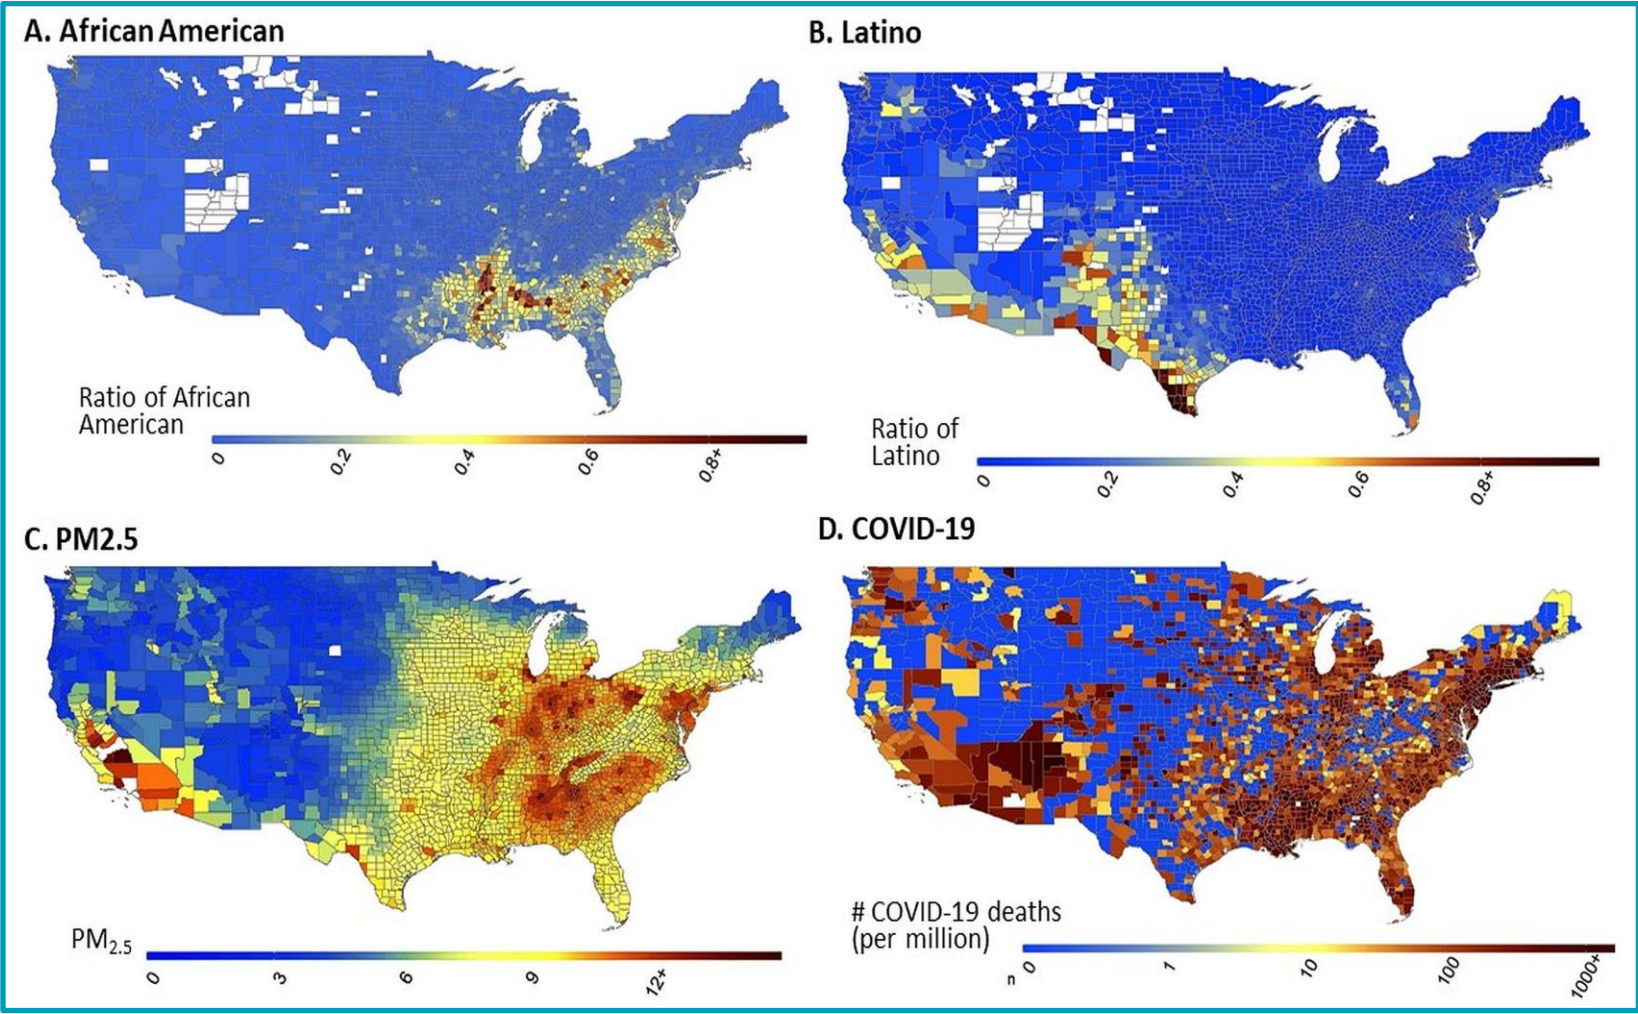 A. African American
B. Latino
Ratio of African
American
0 0.2 0.4 0.6 0.8+
Ratio of
Latino
0 0.2 0.4 0.6 0.8+
C. PM2.5
D. COVID-19
PM2.5
0 3 6 9 12+
# COVID-19 deaths
(per million)
n 0 1 10 100 1000+